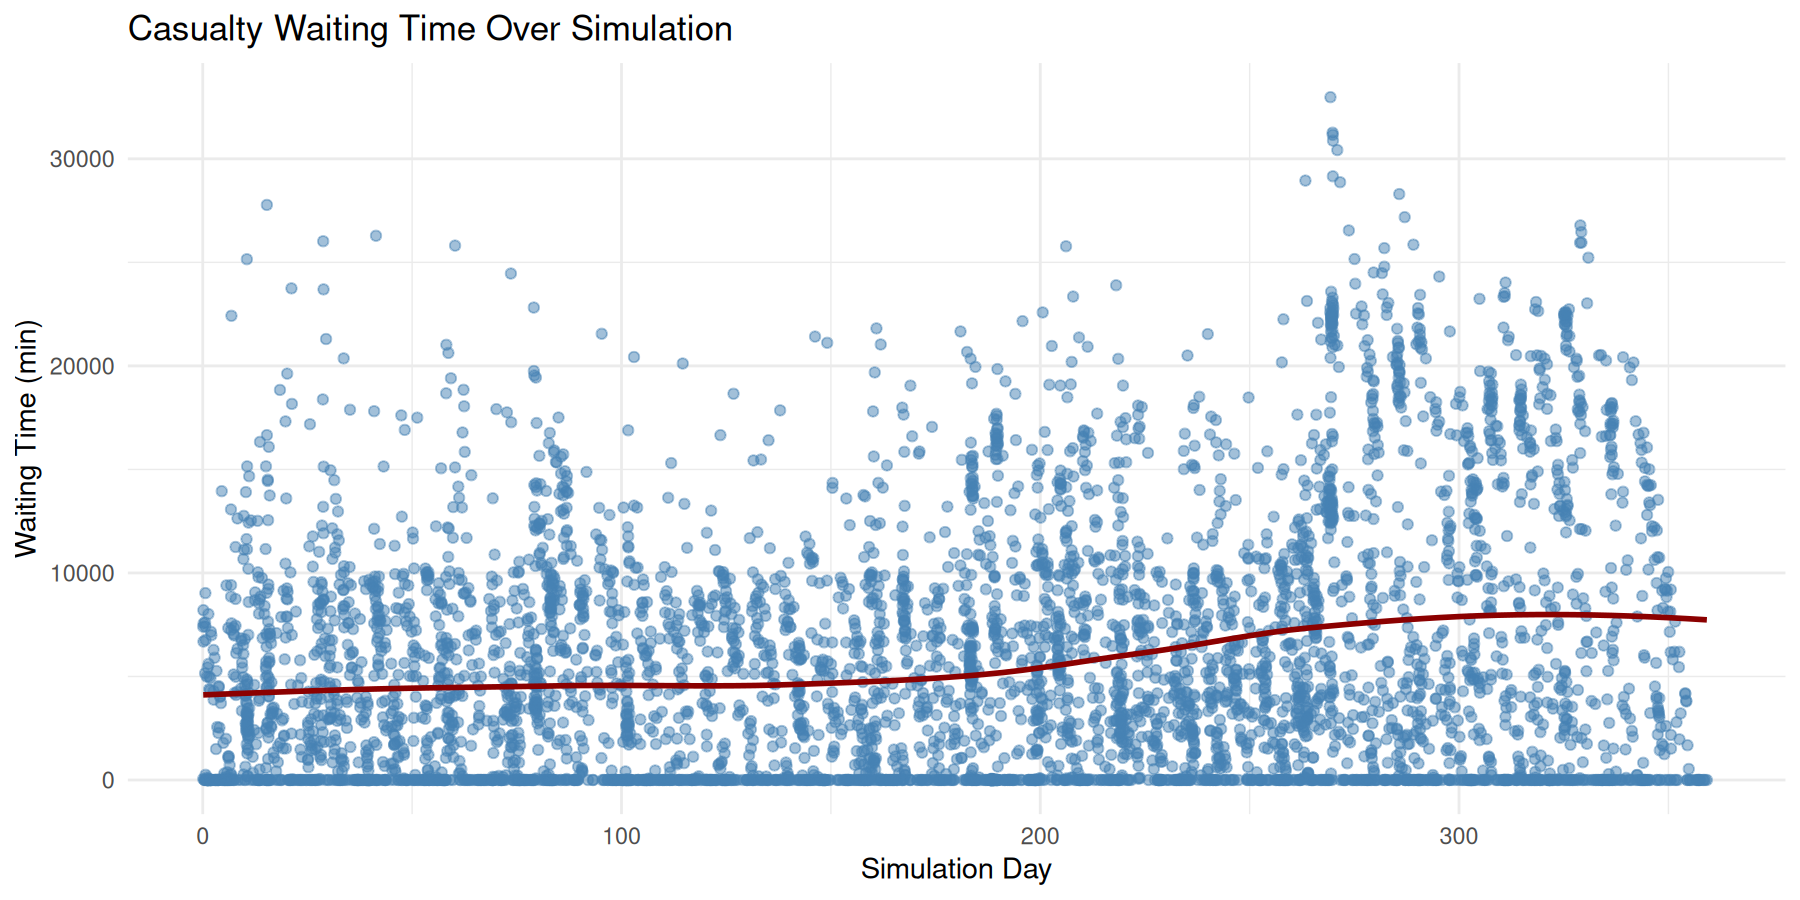 Casualty Waiting Time Over Simulation
Waiting Time (min)
30000
20000
10000
0
0 100 200 300
Simulation Day